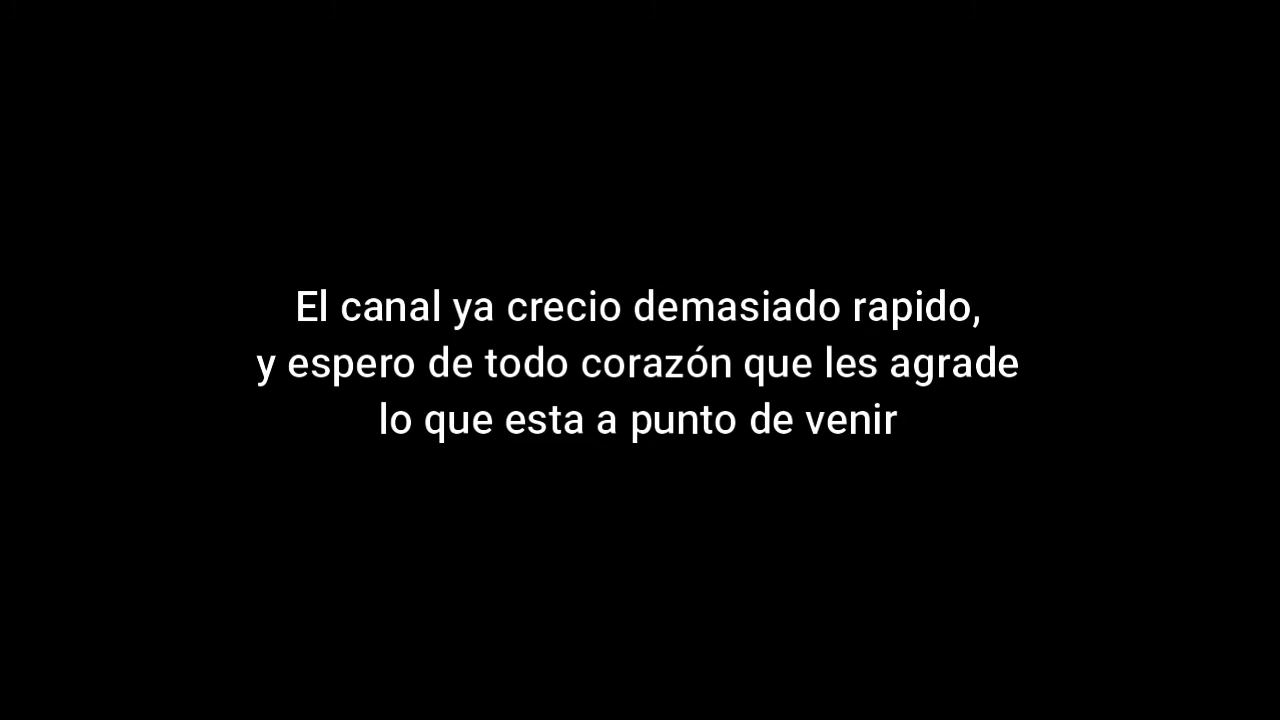 El canal ya crecio demasiado rapido,
y espero de todo corazón que les agrade
lo que esta a punto de venir